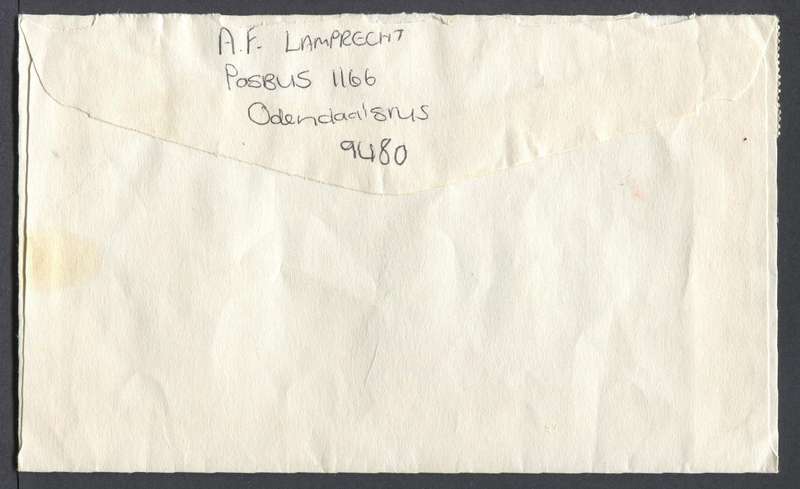 A.F. LAMPRECHT
POSBUS 1166
Odendaalsrus
9480